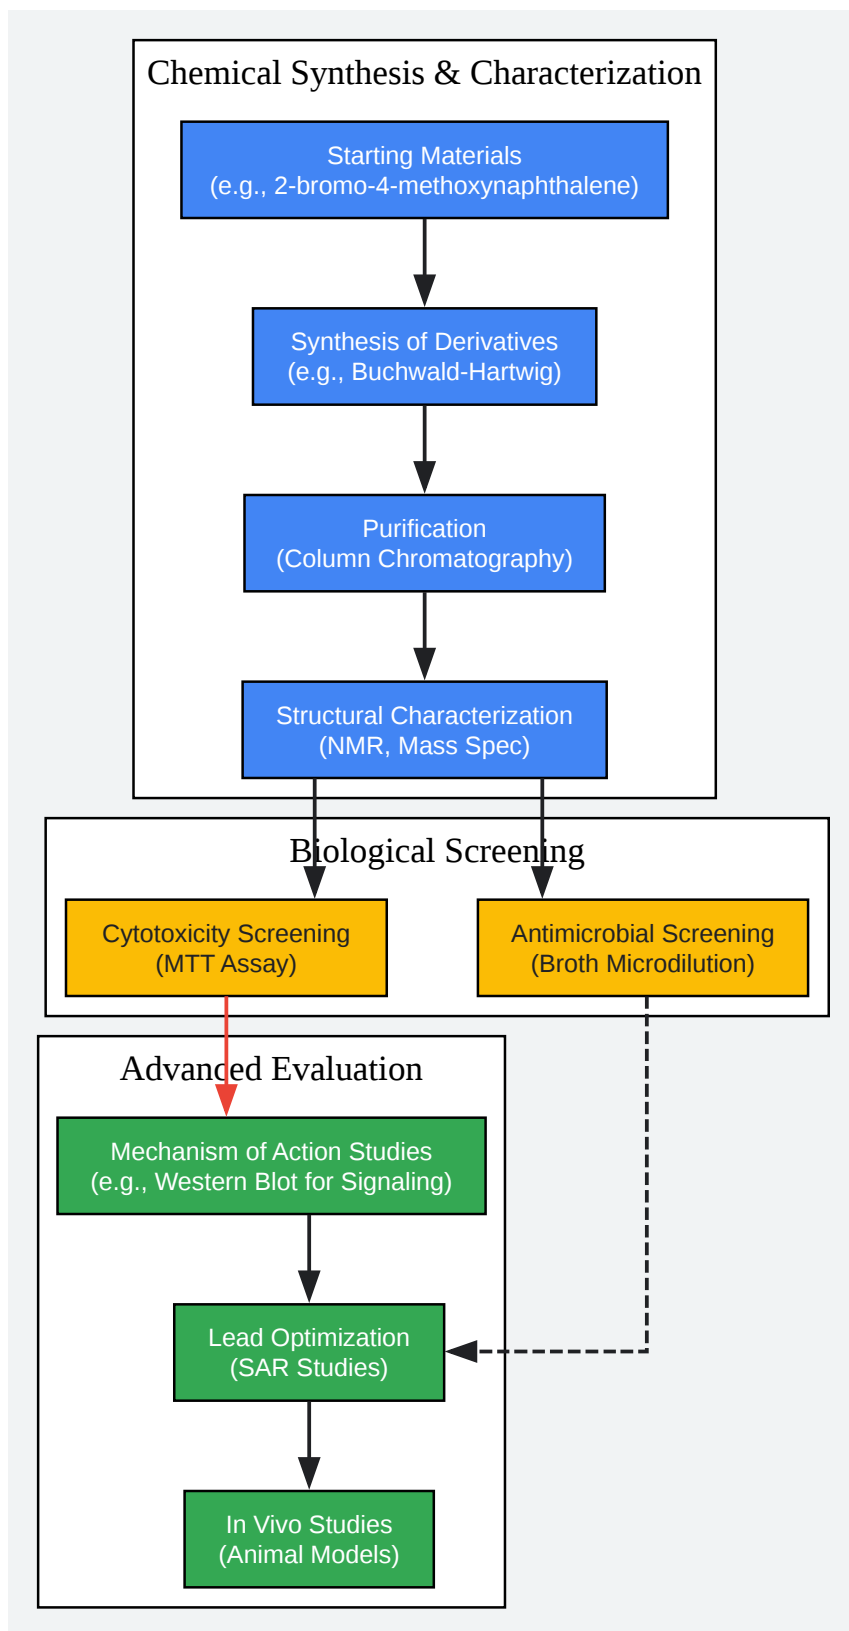 Chemical Synthesis & Characterization
Starting Materials
(e.g., 2-bromo-4-methoxynaphthalene)
Synthesis of Derivatives
(e.g., Buchwald-Hartwig)
Purification
(Column Chromatography)
Structural Characterization
(NMR, Mass Spec)
Biological Screening
Cytotoxicity Screening
(MTT Assay)
Antimicrobial Screening
(Broth Microdilution)
Advanced Evaluation
Mechanism of Action Studies
(e.g., Western Blot for Signaling)
Lead Optimization
(SAR Studies)
In Vivo Studies
(Animal Models)